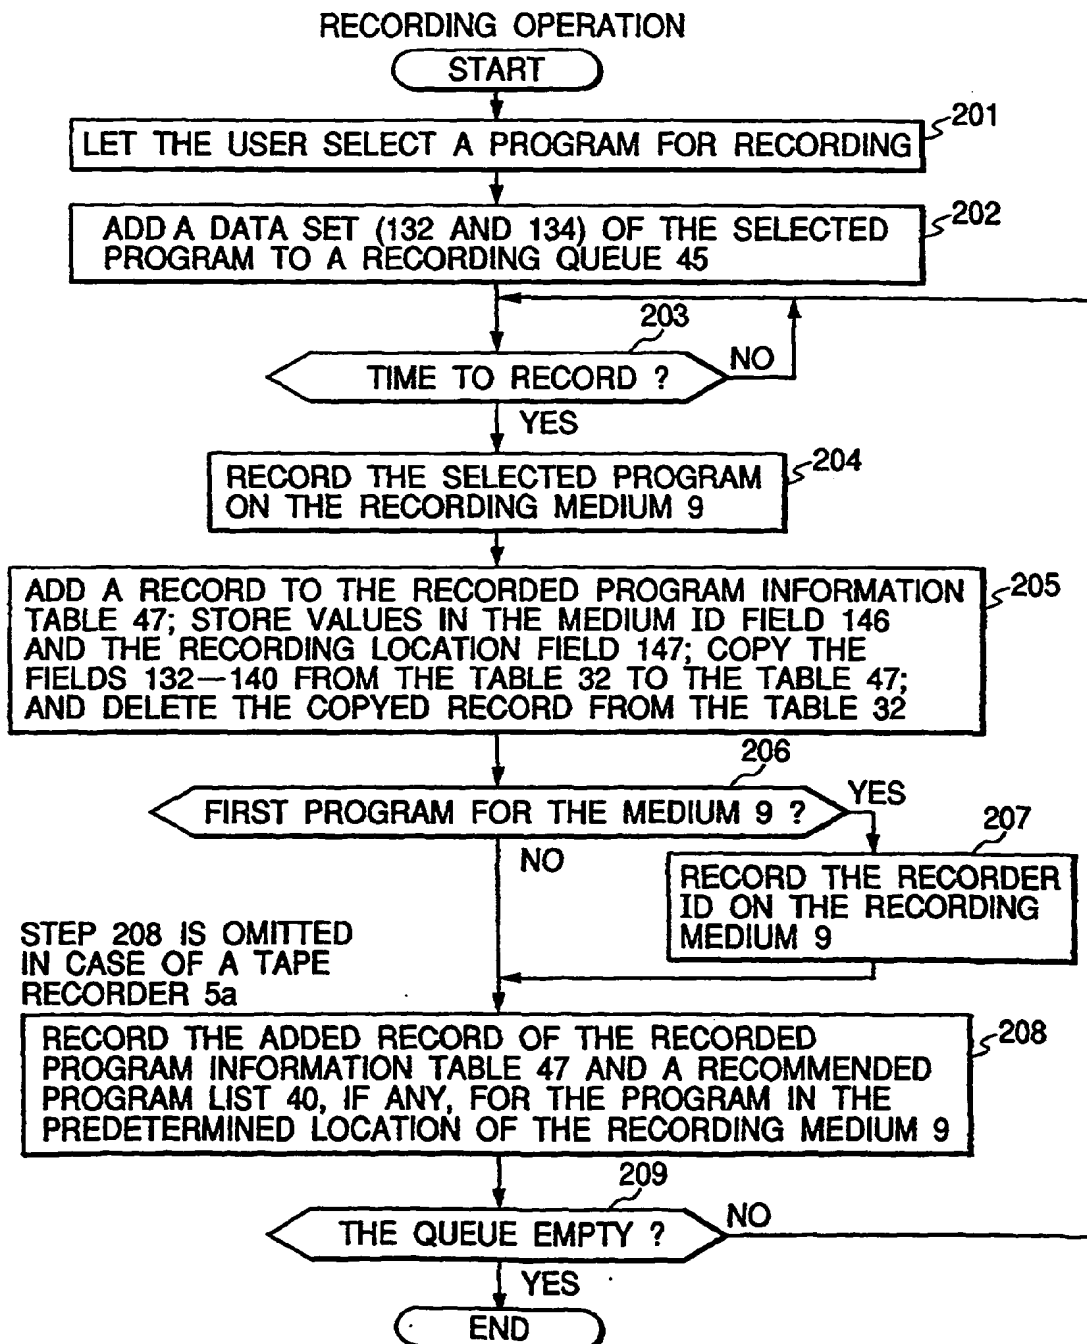 RECORDING OPERATION
START
201
LET THE USER SELECT A PROGRAM FOR RECORDING
202
ADD A DATA SET (132 AND 134) OF THE SELECTED
PROGRAM TO A RECORDING QUEUE 45
203
TIME TO RECORD ?
NO
YES
204
RECORD THE SELECTED PROGRAM
ON THE RECORDING MEDIUM 9
205
ADD A RECORD TO THE RECORDED PROGRAM INFORMATION
TABLE 47; STORE VALUES IN THE MEDIUM ID FIELD 146
AND THE RECORDING LOCATION FIELD 147; COPY THE
FIELDS 132—140 FROM THE TABLE 32 TO THE TABLE 47;
AND DELETE THE COPYED RECORD FROM THE TABLE 32
206
FIRST PROGRAM FOR THE MEDIUM 9 ?
YES
NO
207
RECORD THE RECORDER
ID ON THE RECORDING
MEDIUM 9
STEP 208 IS OMITTED
IN CASE OF A TAPE
RECORDER 5a
208
RECORD THE ADDED RECORD OF THE RECORDED
PROGRAM INFORMATION TABLE 47 AND A RECOMMENDED
PROGRAM LIST 40, IF ANY, FOR THE PROGRAM IN THE
PREDETERMINED LOCATION OF THE RECORDING MEDIUM 9
209
THE QUEUE EMPTY ?
NO
YES
END